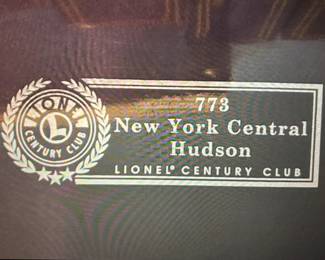 LIONEL
L
CENTURY CLUB
773
New York Central
Hudson
LIONEL® CENTURY CLUB